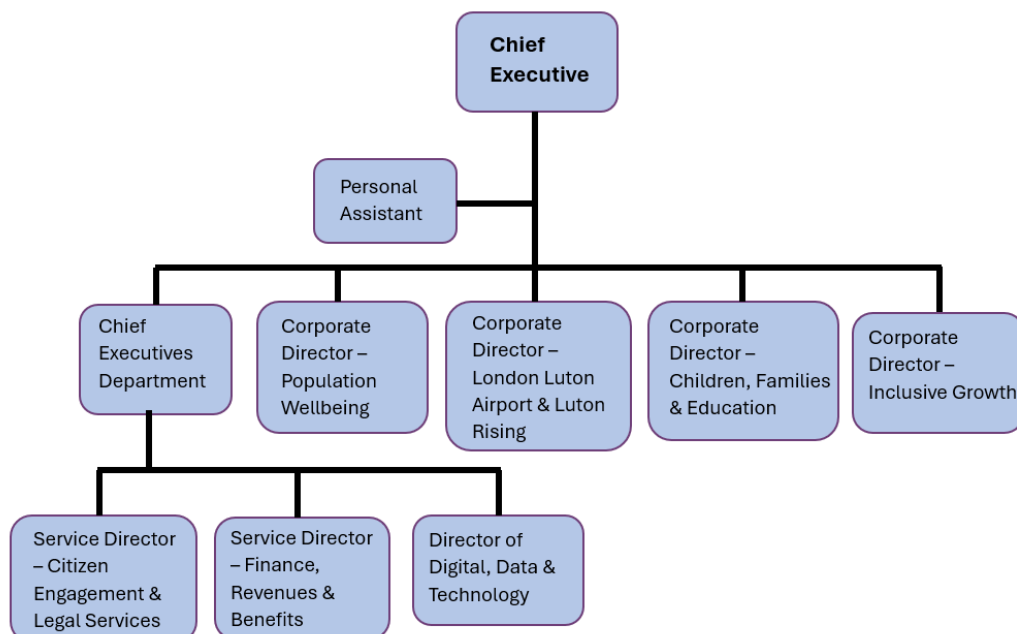 Chief
Executive
Personal
Assistant
Chief
Executives
Department
Corporate
Director –
Population
Wellbeing
Corporate
Director –
London Luton
Airport & Luton
Rising
Corporate
Director –
Children, Families
& Education
Corporate
Director –
Inclusive Growth
Service Director
– Citizen
Engagement &
Legal Services
Service Director
– Finance,
Revenues &
Benefits
Director of
Digital, Data &
Technology